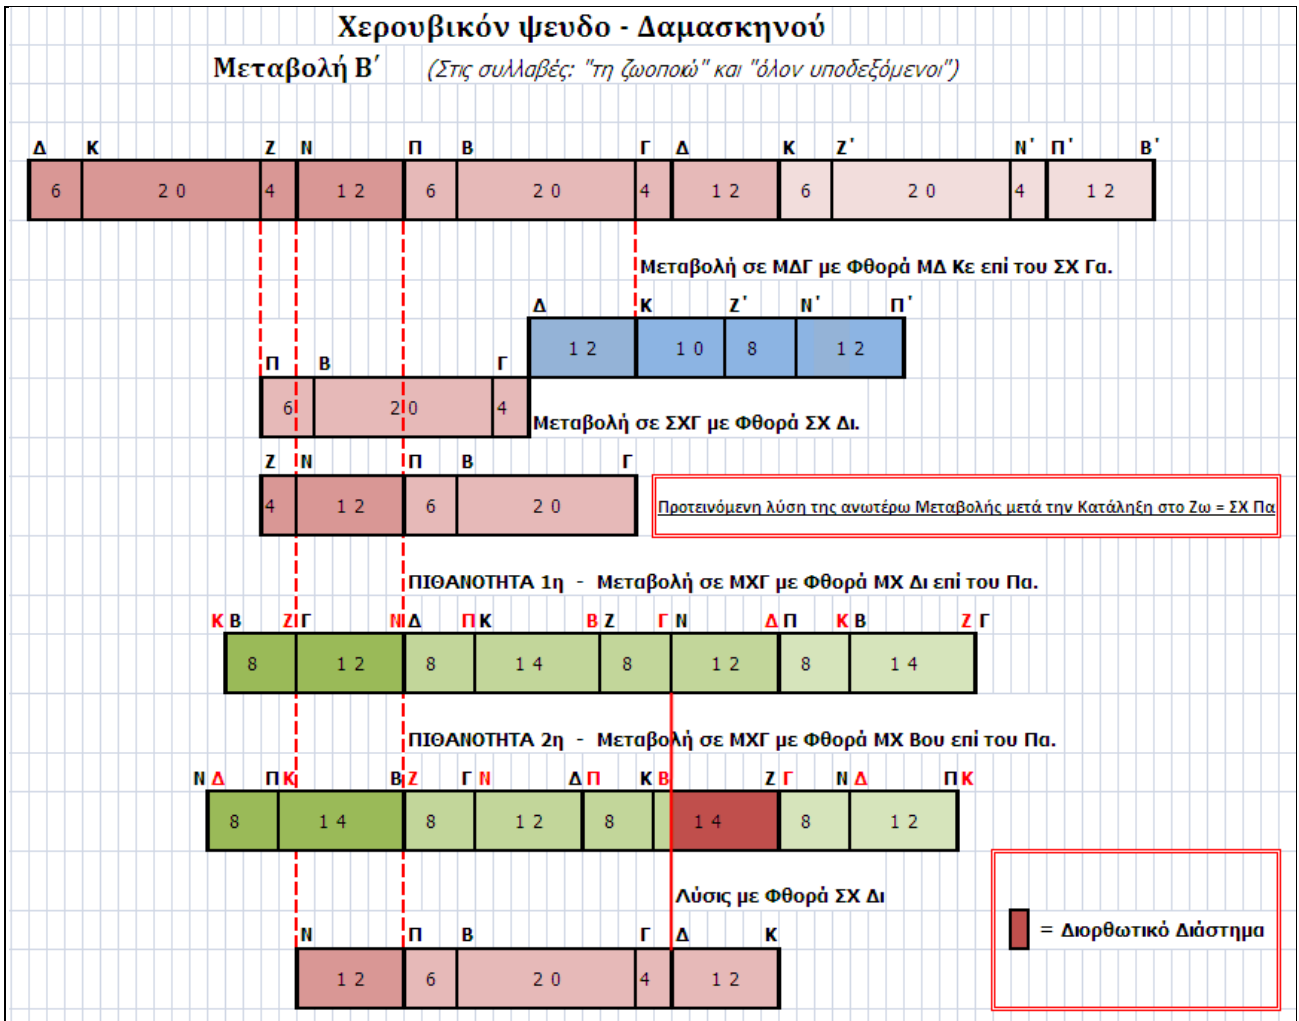 Χερουβικόν ψευδο - Δαμασκηνού
Μεταβολή Β΄ (Στις συλλαβές: "τη ζωοποιώ" και "όλον υποδεξόμενοι")
Δ Κ Ζ Ν Π Β Γ Δ Κ Ζ' Ν' Π' Β'
6 20 4 12 6 20 4 12 6 20 4 12
Μεταβολή σε ΜΔΓ με Φθορά ΜΔ Κε επί του ΣΧ Γα.
Δ Κ Ζ' Ν' Π'
12 10 8 12
Π Β Γ
6 20 4
Μεταβολή σε ΣΧΓ με Φθορά ΣΧ Δι.
Ζ Ν Π Β Γ
4 12 6 20
Προτεινόμενη λύση της ανωτέρω Μεταβολής μετά την Κατάληξη στο Ζω = ΣΧ Πα
ΠΙΘΑΝΟΤΗΤΑ 1η - Μεταβολή σε ΜΧΓ με Φθορά ΜΧ Δι επί του Πα.
Κ Β Ζ Γ Ν Δ Π Κ Β Ζ Γ Ν Δ Π Κ Β Ζ Γ
8 12 8 14 8 12 8 14
ΠΙΘΑΝΟΤΗΤΑ 2η - Μεταβολή σε ΜΧΓ με Φθορά ΜΧ Βου επί του Πα.
Ν Δ Π Κ Β Ζ Γ Ν Δ Π Κ Β Ζ Γ Ν Δ Π Κ
8 14 8 12 8 14 8 12
Λύσις με Φθορά ΣΧ Δι
= Διορθωτικό Διάστημα
Ν Π Β Γ Δ Κ
12 6 20 4 12